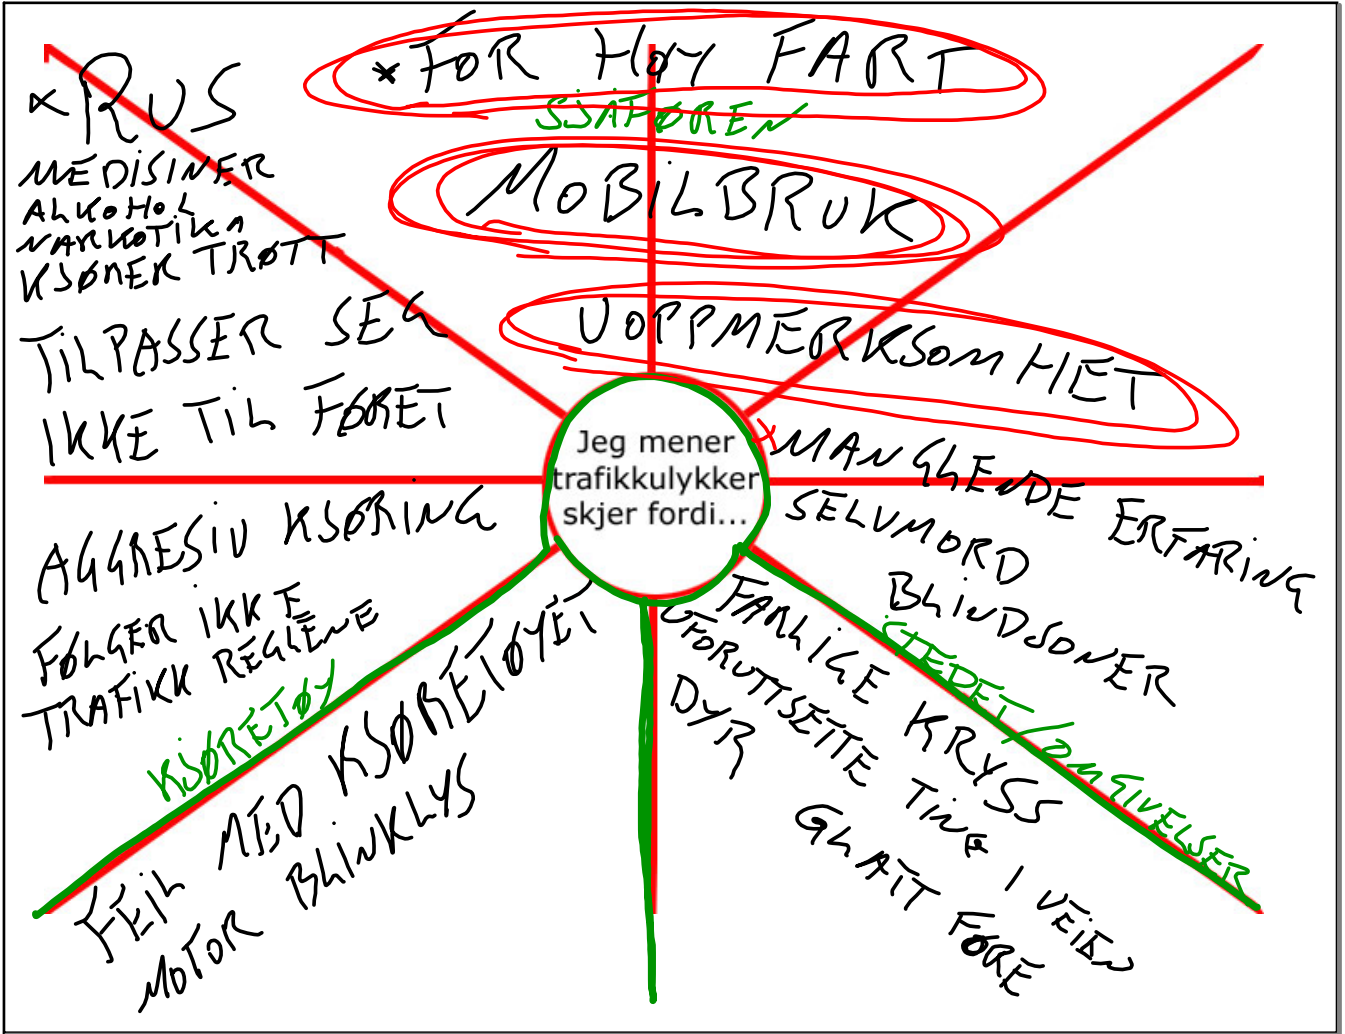 × RUS
MEDISINER
ALKOHOL
NARKOTIKA
KJØRER TRØTT
TILPASSER SEG
IKKE TIL FØRET
* FOR HØY FART
SJÅFØREN
MOBILBRUK
UOPPMERKSOMHET
Jeg mener
trafikkulykker
skjer fordi...
× MANGLENDE ERFARING
SELVMORD
BLINDSONER
STEDET/OMGIVELSER
FARLIGE KRYSS
UFORUTSETTE TING I VEIEN
DYR
GLATT FØRE
AGGRESIV KJØRING
FØLGER IKKE
TRAFIKK REGLENE
KJØRETØY
FEIL MED KJØRETØYET
MOTOR BLINKLYS